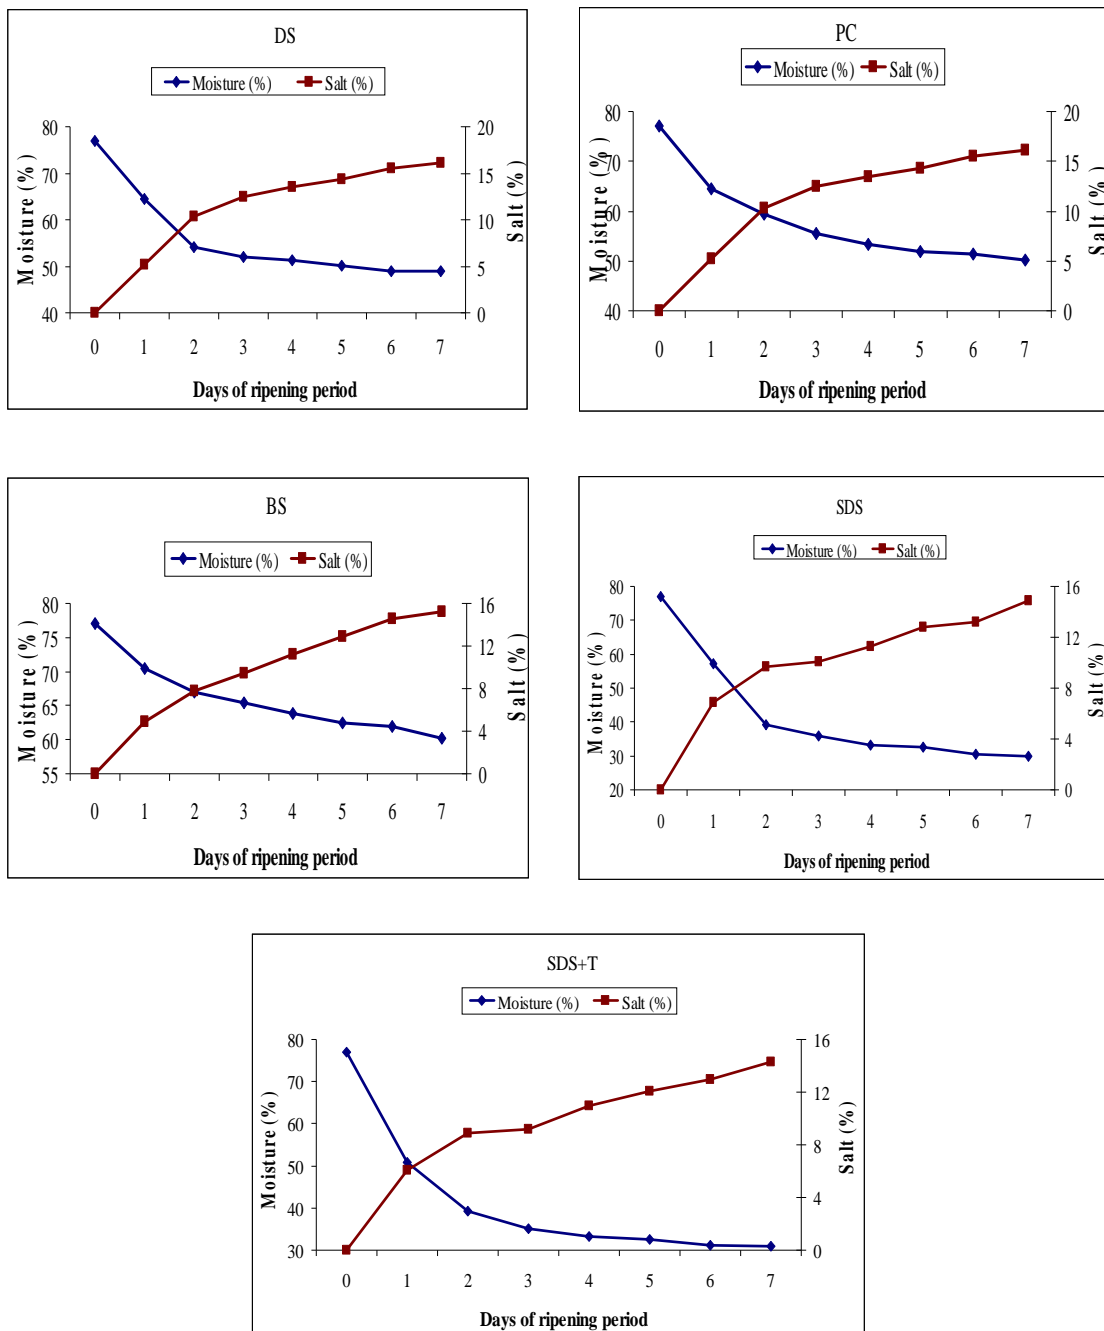 DS
Moisture (%) Salt (%)
80
70
60
50
40
20
15
10
5
0
Moisture (%)
Salt (%)
0 1 2 3 4 5 6 7
Days of ripening period
PC
Moisture (%) Salt (%)
80
70
60
50
40
20
15
10
5
0
Moisture (%)
Salt (%)
0 1 2 3 4 5 6 7
Days of ripening period
BS
Moisture (%) Salt (%)
80
75
70
65
60
55
16
12
8
4
0
Moisture (%)
Salt (%)
0 1 2 3 4 5 6 7
Days of ripening period
SDS
Moisture (%) Salt (%)
80
70
60
50
40
30
20
16
12
8
4
0
Moisture (%)
Salt (%)
0 1 2 3 4 5 6 7
Days of ripening period
SDS+T
Moisture (%) Salt (%)
80
70
60
50
40
30
16
12
8
4
0
Moisture (%)
Salt (%)
0 1 2 3 4 5 6 7
Days of ripening period